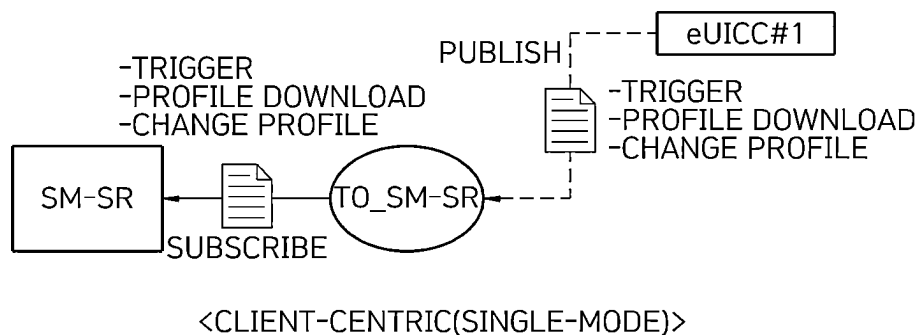 eUICC#1
PUBLISH
-TRIGGER
-PROFILE DOWNLOAD
-CHANGE PROFILE
-TRIGGER
-PROFILE DOWNLOAD
-CHANGE PROFILE
SM-SR
TO_SM-SR
SUBSCRIBE
<CLIENT-CENTRIC(SINGLE-MODE)>